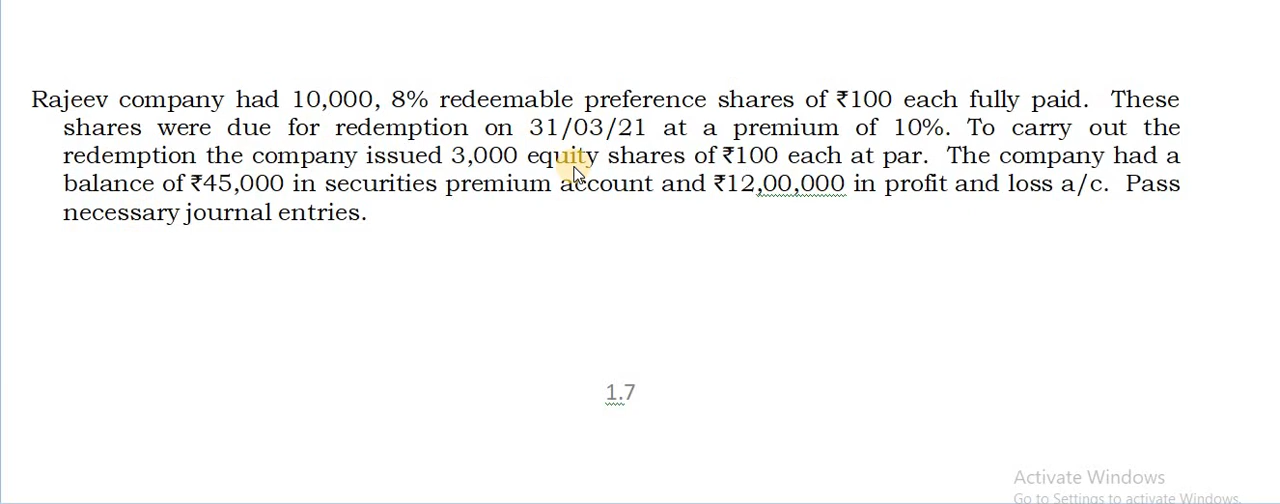 Rajeev company had 10,000, 8% redeemable preference shares of ₹100 each fully paid. These
shares were due for redemption on 31/03/21 at a premium of 10%. To carry out the
redemption the company issued 3,000 equity shares of ₹100 each at par. The company had a
balance of ₹45,000 in securities premium account and ₹12,00,000 in profit and loss a/c. Pass
necessary journal entries.
1.7
Activate Windows
Go to Settings to activate Windows.